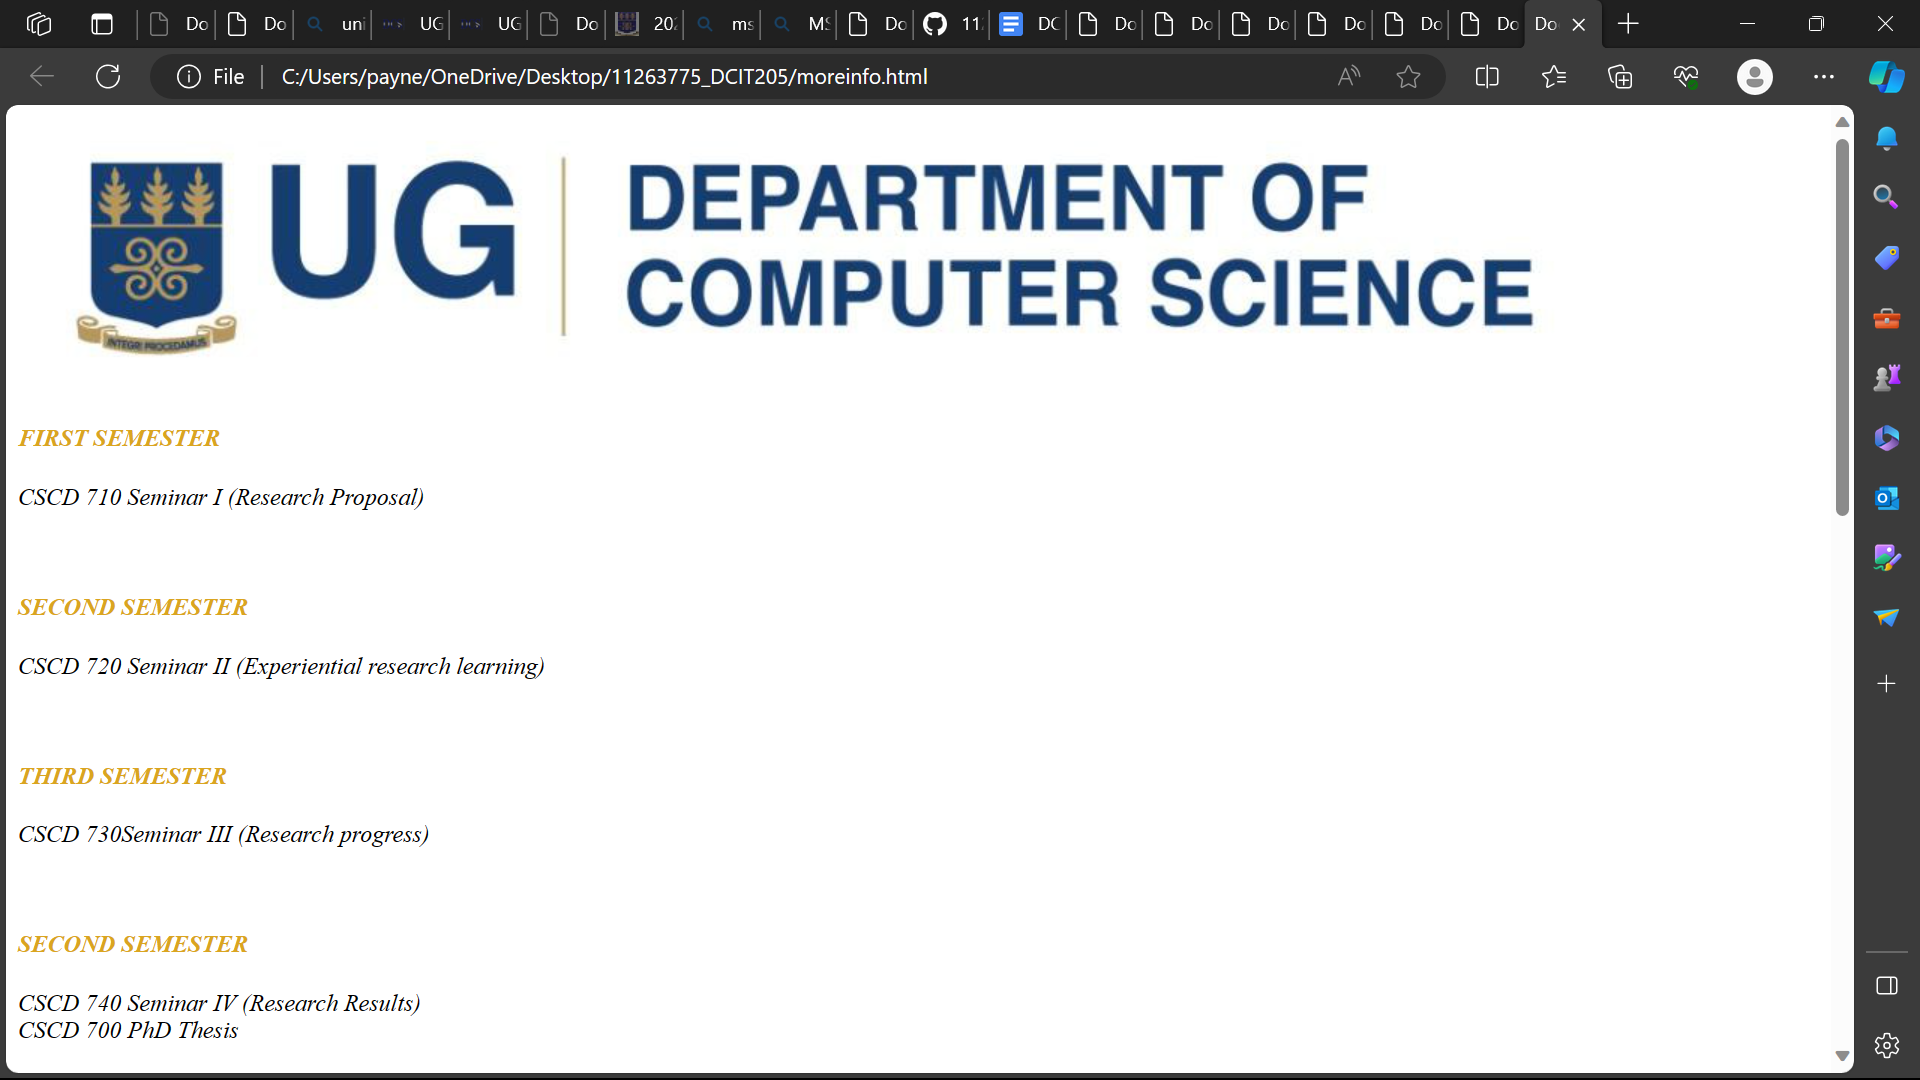 Do Do uni UG UG Do 20 ms MS Do 11 DC Do Do Do Do Do Do Do
File C:/Users/payne/OneDrive/Desktop/11263775_DCIT205/moreinfo.html
UG DEPARTMENT OF
COMPUTER SCIENCE
INTEGRI PROCEDAMUS
FIRST SEMESTER
CSCD 710 Seminar I (Research Proposal)
SECOND SEMESTER
CSCD 720 Seminar II (Experiential research learning)
THIRD SEMESTER
CSCD 730Seminar III (Research progress)
SECOND SEMESTER
CSCD 740 Seminar IV (Research Results)
CSCD 700 PhD Thesis